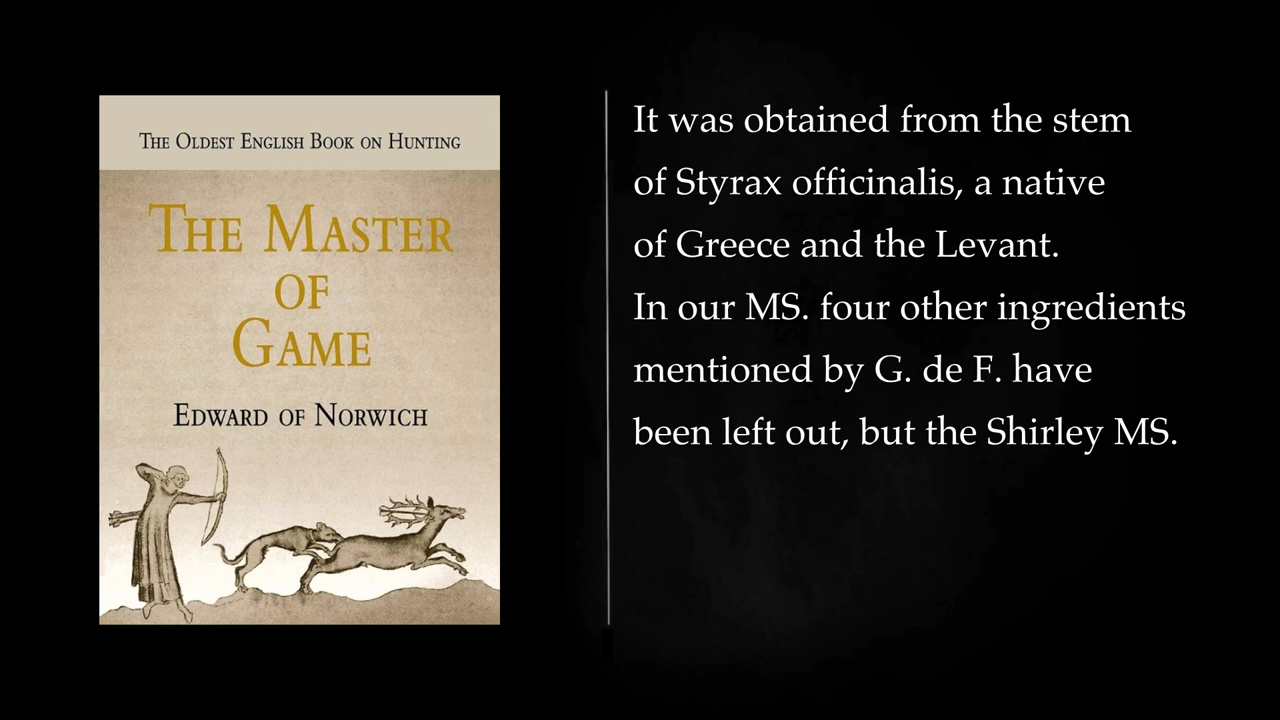 The Oldest English Book on Hunting
The Master
of
Game
Edward of Norwich
It was obtained from the stem
of Styrax officinalis, a native
of Greece and the Levant.
In our MS. four other ingredients
mentioned by G. de F. have
been left out, but the Shirley MS.